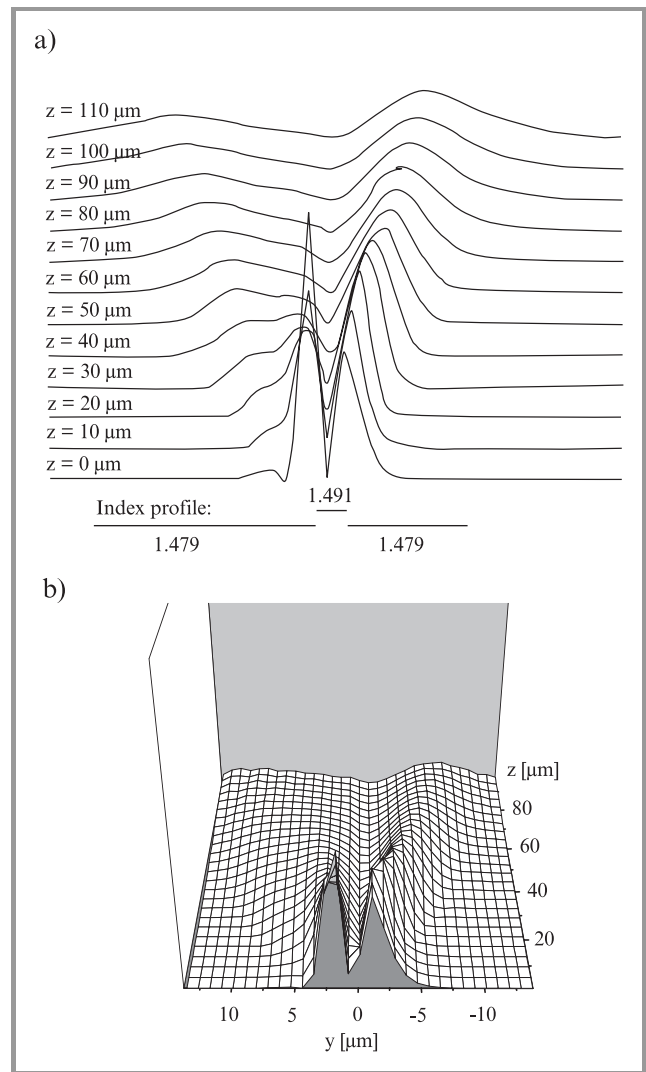 a)
z = 110 μm
z = 100 μm
z = 90 μm
z = 80 μm
z = 70 μm
z = 60 μm
z = 50 μm
z = 40 μm
z = 30 μm
z = 20 μm
z = 10 μm
z = 0 μm
1.491
Index profile:
1.479 1.479
b)
z [μm]
80
60
40
20
10 5 0 -5 -10
y [μm]